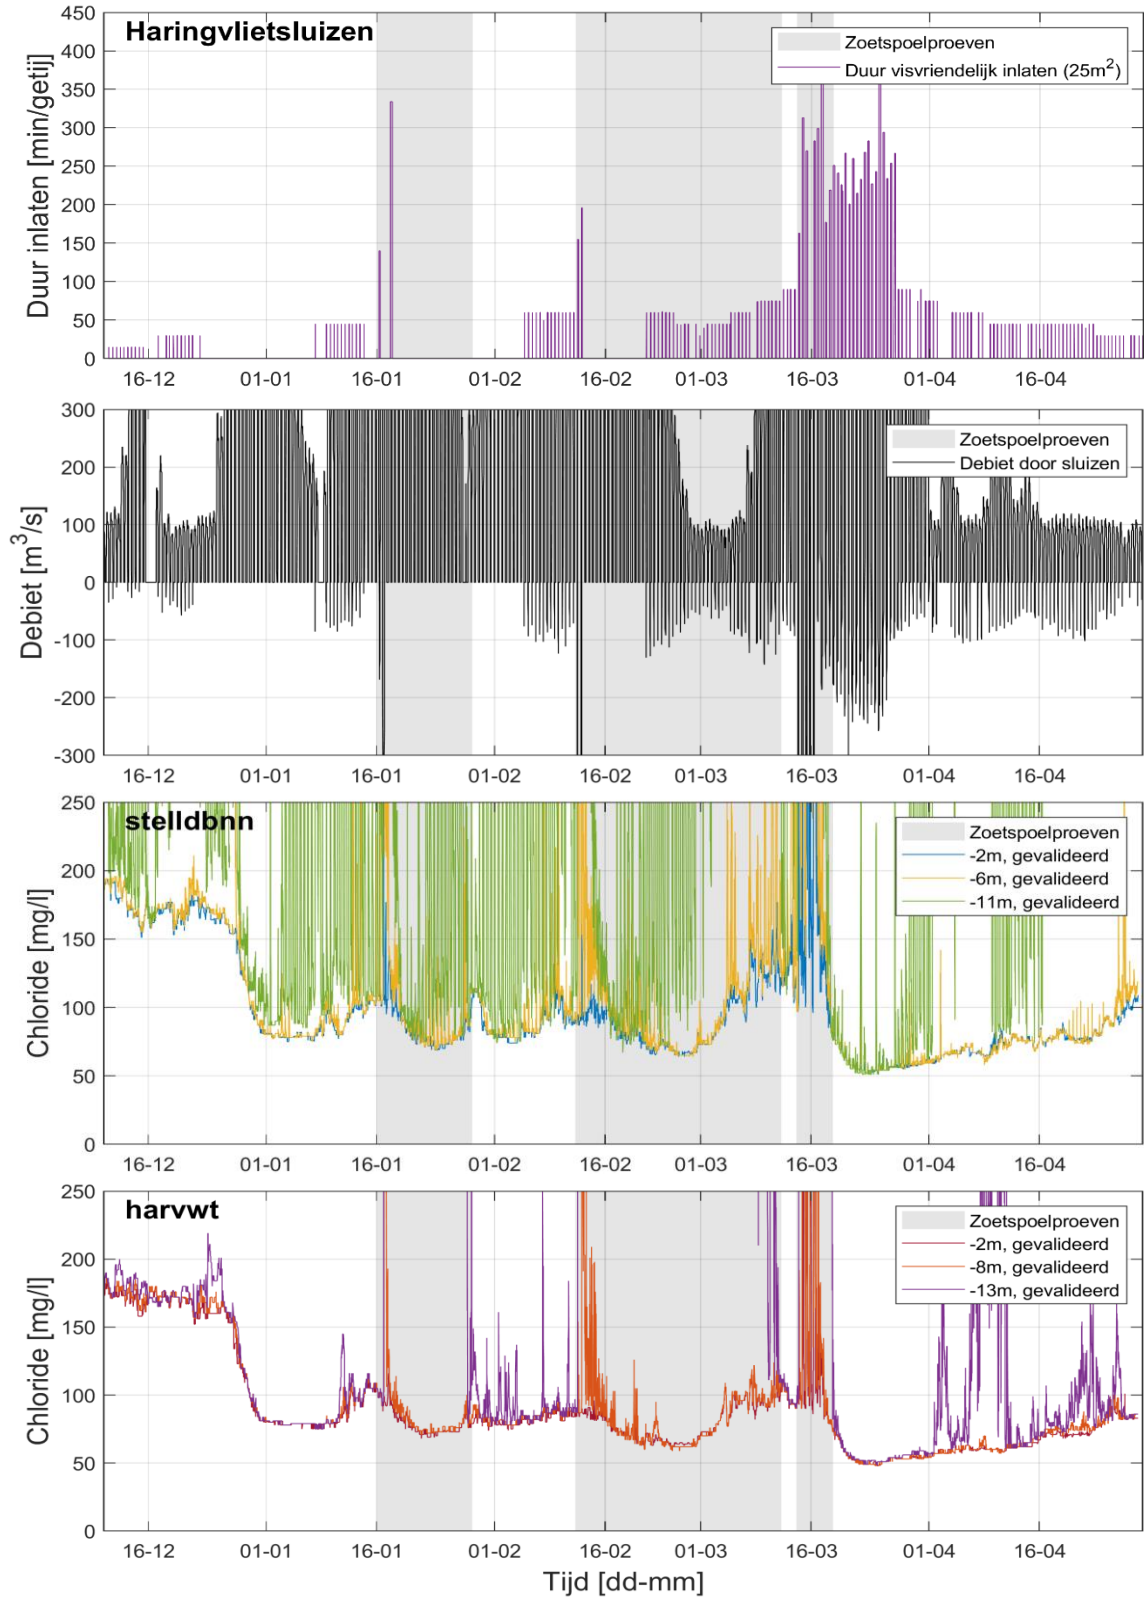 Haringvlietsluizen
Duur inlaten [min/getij]
450
400
350
300
250
200
150
100
50
0
Zoetspoelproeven
Duur visvriendelijk inlaten (25m²)
16-12 01-01 16-01 01-02 16-02 01-03 16-03 01-04 16-04
Debiet [m³/s]
300
200
100
0
-100
-200
-300
Zoetspoelproeven
Debiet door sluizen
16-12 01-01 16-01 01-02 16-02 01-03 16-03 01-04 16-04
stelldbnn
Chloride [mg/l]
250
200
150
100
50
0
Zoetspoelproeven
-2m, gevalideerd
-6m, gevalideerd
-11m, gevalideerd
16-12 01-01 16-01 01-02 16-02 01-03 16-03 01-04 16-04
harvwt
Chloride [mg/l]
250
200
150
100
50
0
Zoetspoelproeven
-2m, gevalideerd
-8m, gevalideerd
-13m, gevalideerd
16-12 01-01 16-01 01-02 16-02 01-03 16-03 01-04 16-04
Tijd [dd-mm]